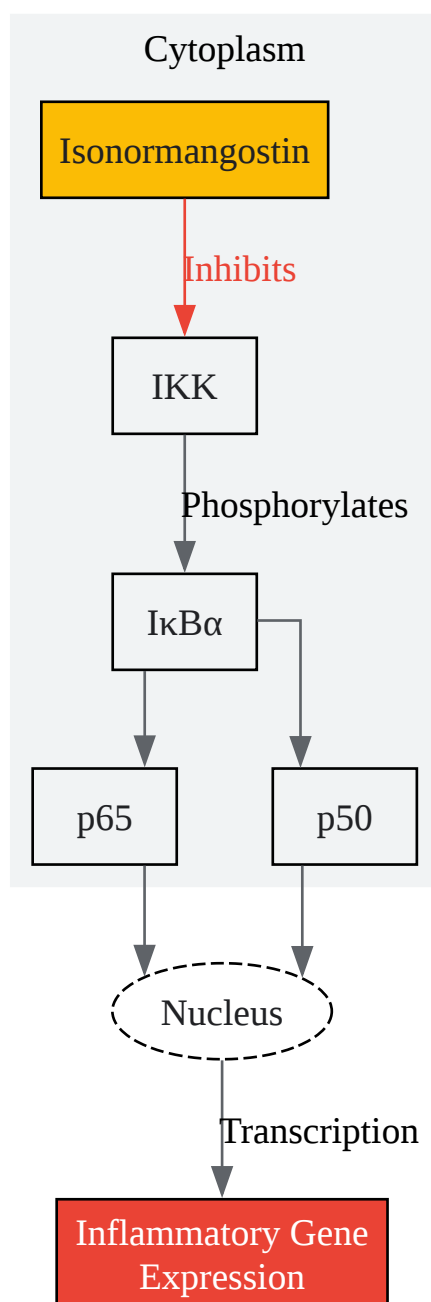 Cytoplasm
Isonormangostin
Inhibits
IKK
Phosphorylates
IκBα
p65
p50
Nucleus
Transcription
Inflammatory Gene
Expression